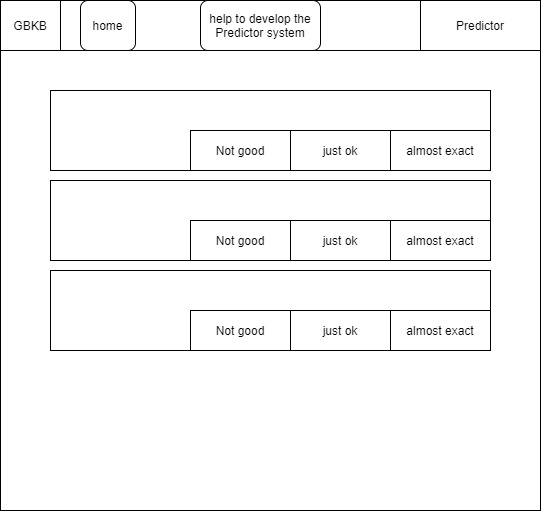 GBKB
home
help to develop the
Predictor system
Predictor
Not good
just ok
almost exact
Not good
just ok
almost exact
Not good
just ok
almost exact